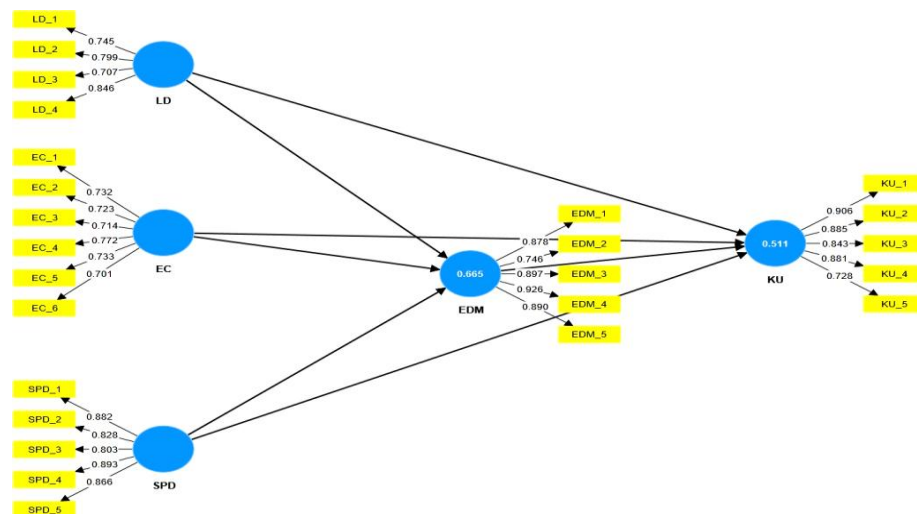 LD_1
LD_2
LD_3
LD_4
0.745
0.799
0.707
0.846
LD
EC_1
EC_2
EC_3
EC_4
EC_5
EC_6
0.732
0.723
0.714
0.772
0.733
0.701
EC
SPD_1
SPD_2
SPD_3
SPD_4
SPD_5
0.882
0.828
0.803
0.893
0.866
SPD
0.665
EDM
0.878
0.746
0.897
0.926
0.890
EDM_1
EDM_2
EDM_3
EDM_4
EDM_5
0.511
KU
0.906
0.885
0.843
0.881
0.728
KU_1
KU_2
KU_3
KU_4
KU_5